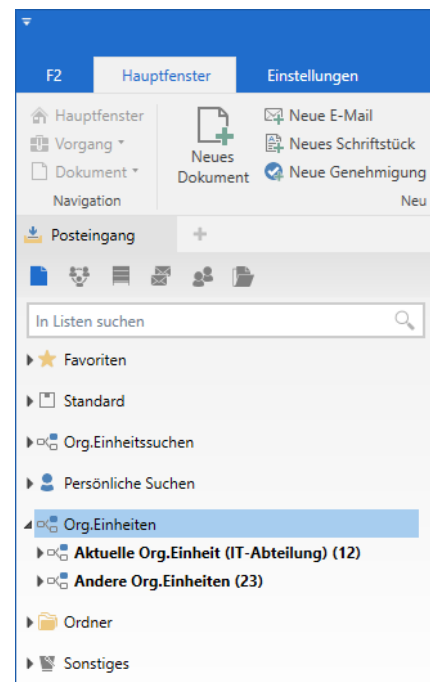 F2 Hauptfenster Einstellungen
Hauptfenster
Vorgang
Dokument
Navigation
Neues
Dokument
Neue E-Mail
Neues Schriftstück
Neue Genehmigung
Neu
Posteingang +
In Listen suchen
Favoriten
Standard
Org.Einheitssuchen
Persönliche Suchen
Org.Einheiten
Aktuelle Org.Einheit (IT-Abteilung) (12)
Andere Org.Einheiten (23)
Ordner
Sonstiges